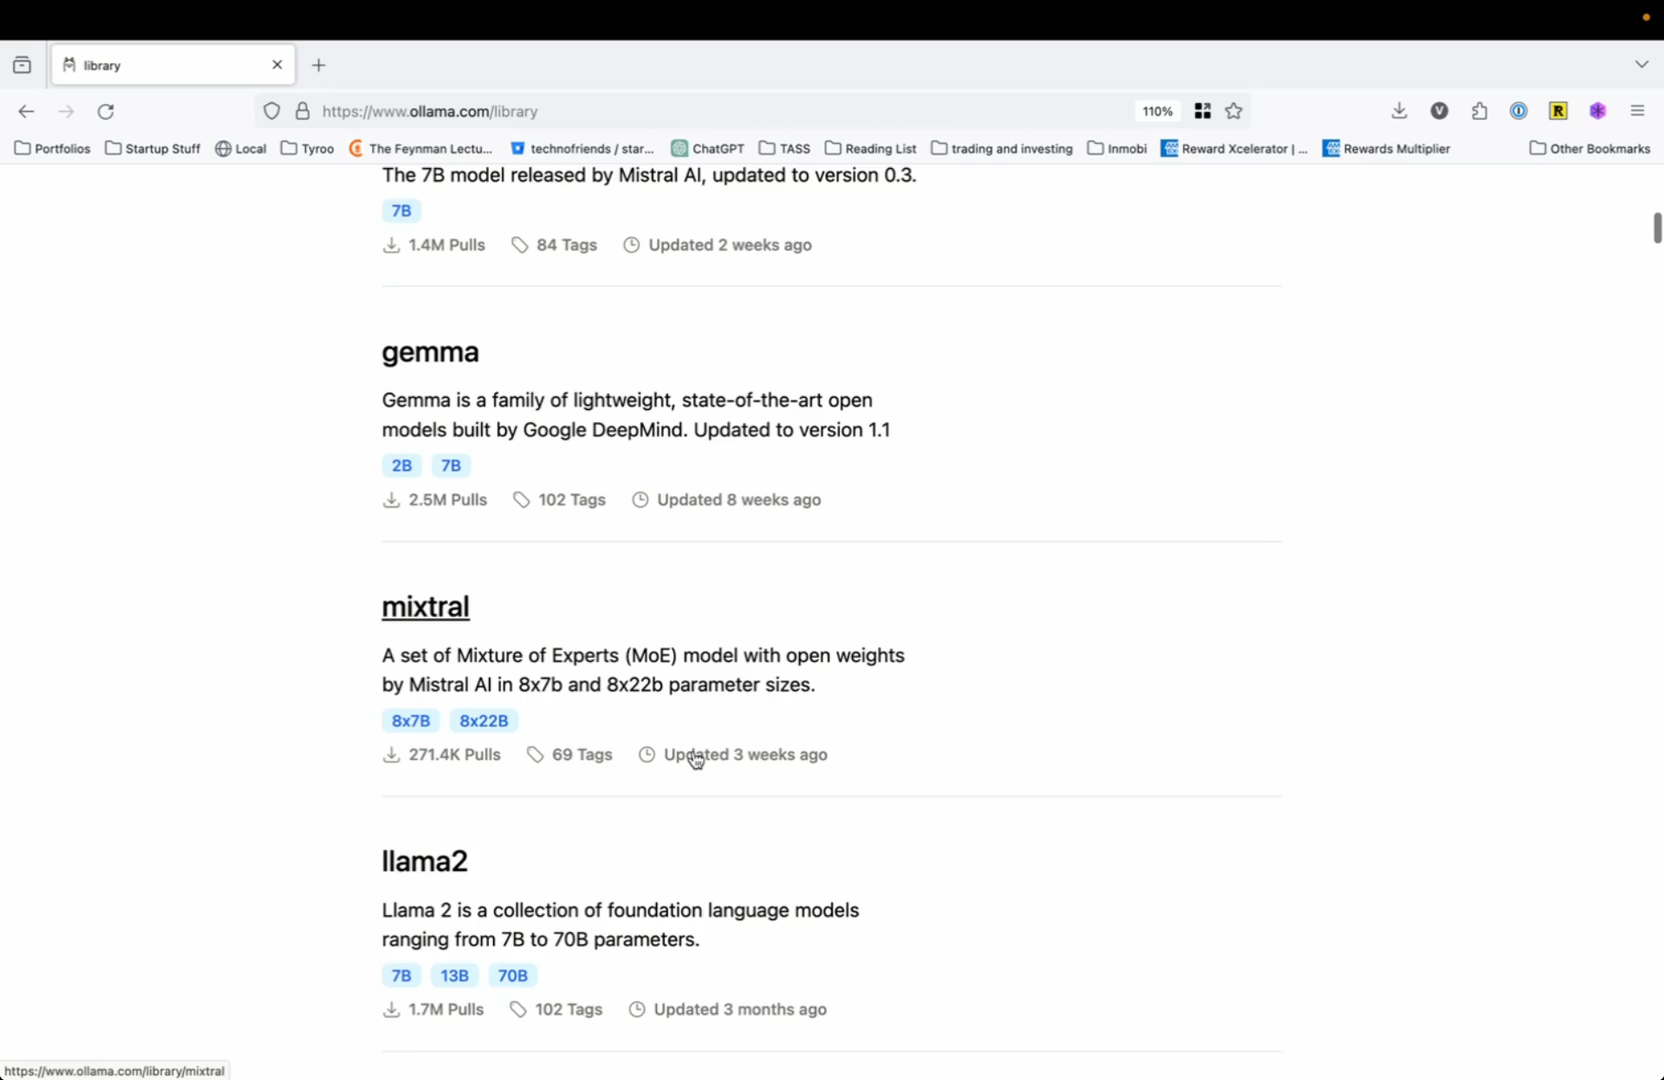 library
https://www.ollama.com/library
110%
Portfolios
Startup Stuff
Local
Tyroo
The Feynman Lectu...
technofriends / star...
ChatGPT
TASS
Reading List
trading and investing
Inmobi
Reward Xcelerator | ...
Rewards Multiplier
Other Bookmarks
The 7B model released by Mistral AI, updated to version 0.3.
7B
1.4M Pulls 84 Tags Updated 2 weeks ago
gemma
Gemma is a family of lightweight, state-of-the-art open
models built by Google DeepMind. Updated to version 1.1
2B 7B
2.5M Pulls 102 Tags Updated 8 weeks ago
mixtral
A set of Mixture of Experts (MoE) model with open weights
by Mistral AI in 8x7b and 8x22b parameter sizes.
8x7B 8x22B
271.4K Pulls 69 Tags Updated 3 weeks ago
llama2
Llama 2 is a collection of foundation language models
ranging from 7B to 70B parameters.
7B 13B 70B
1.7M Pulls 102 Tags Updated 3 months ago
https://www.ollama.com/library/mixtral